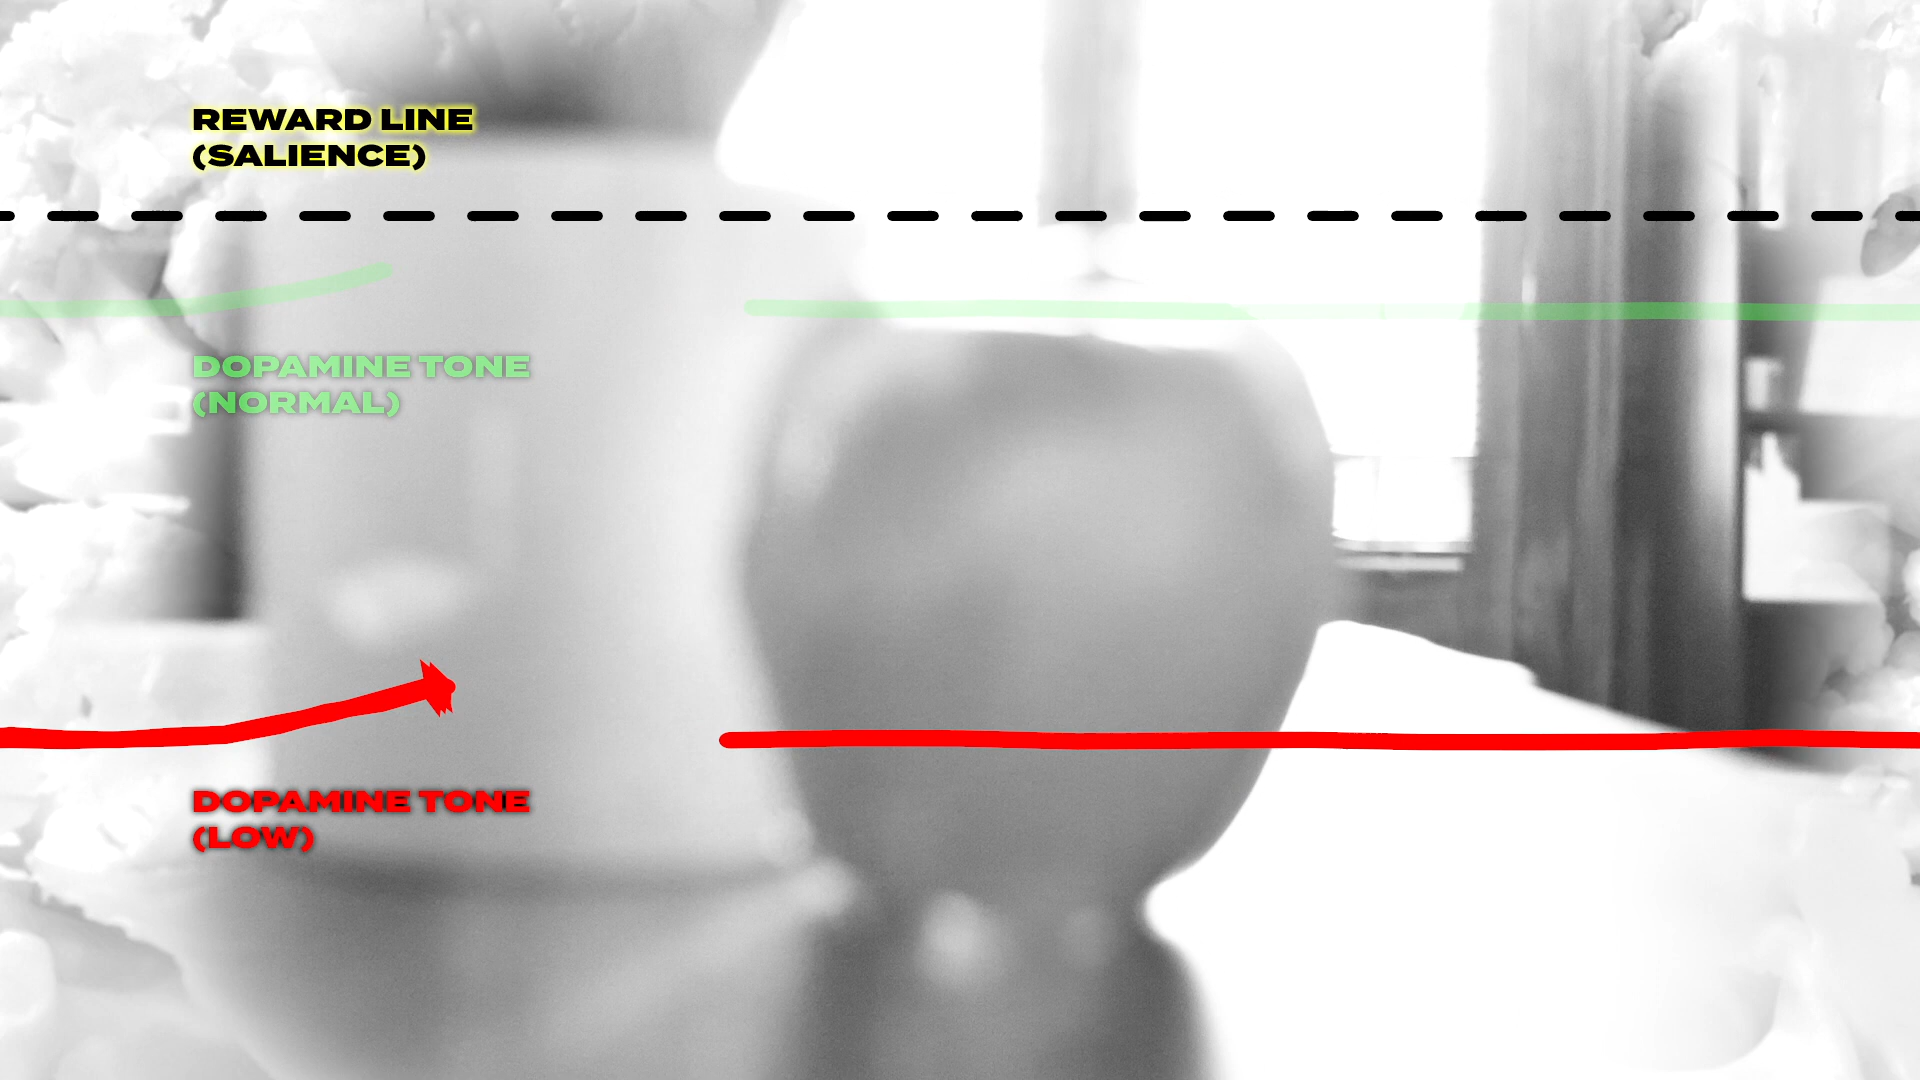 REWARD LINE
(SALIENCE)
DOPAMINE TONE
(NORMAL)
DOPAMINE TONE
(LOW)